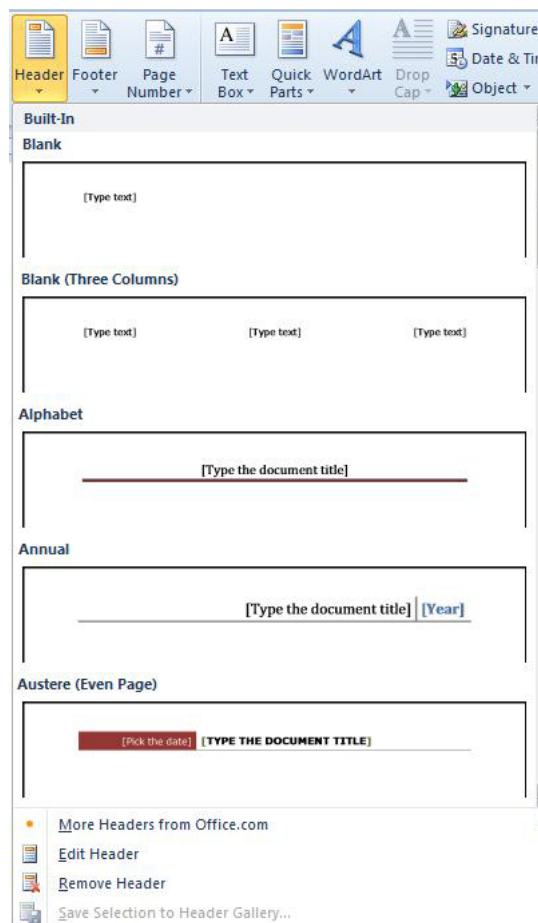 Header Footer Page Number Text Box Quick Parts WordArt Drop Cap Signature
Date & Ti
Object
Built-In
Blank
[Type text]
Blank (Three Columns)
[Type text] [Type text] [Type text]
Alphabet
[Type the document title]
Annual
[Type the document title] [Year]
Austere (Even Page)
[Pick the date] [TYPE THE DOCUMENT TITLE]
More Headers from Office.com
Edit Header
Remove Header
Save Selection to Header Gallery...